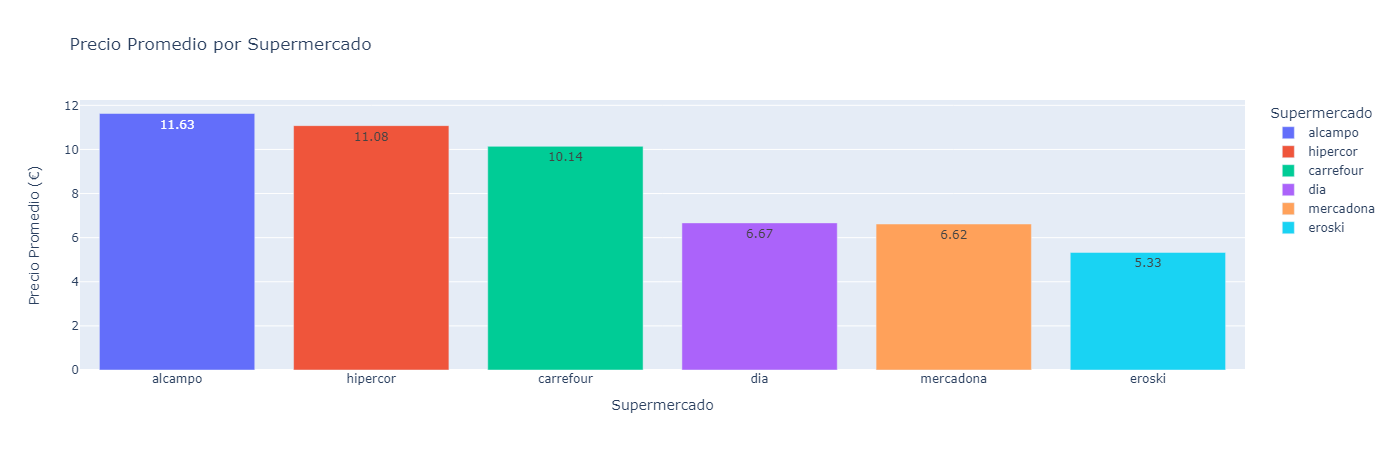 Precio Promedio por Supermercado
Precio Promedio (€)
12
10
8
6
4
2
0
11.63
11.08
10.14
6.67
6.62
5.33
alcampo
hipercor
carrefour
dia
mercadona
eroski
Supermercado
Supermercado
alcampo
hipercor
carrefour
dia
mercadona
eroski